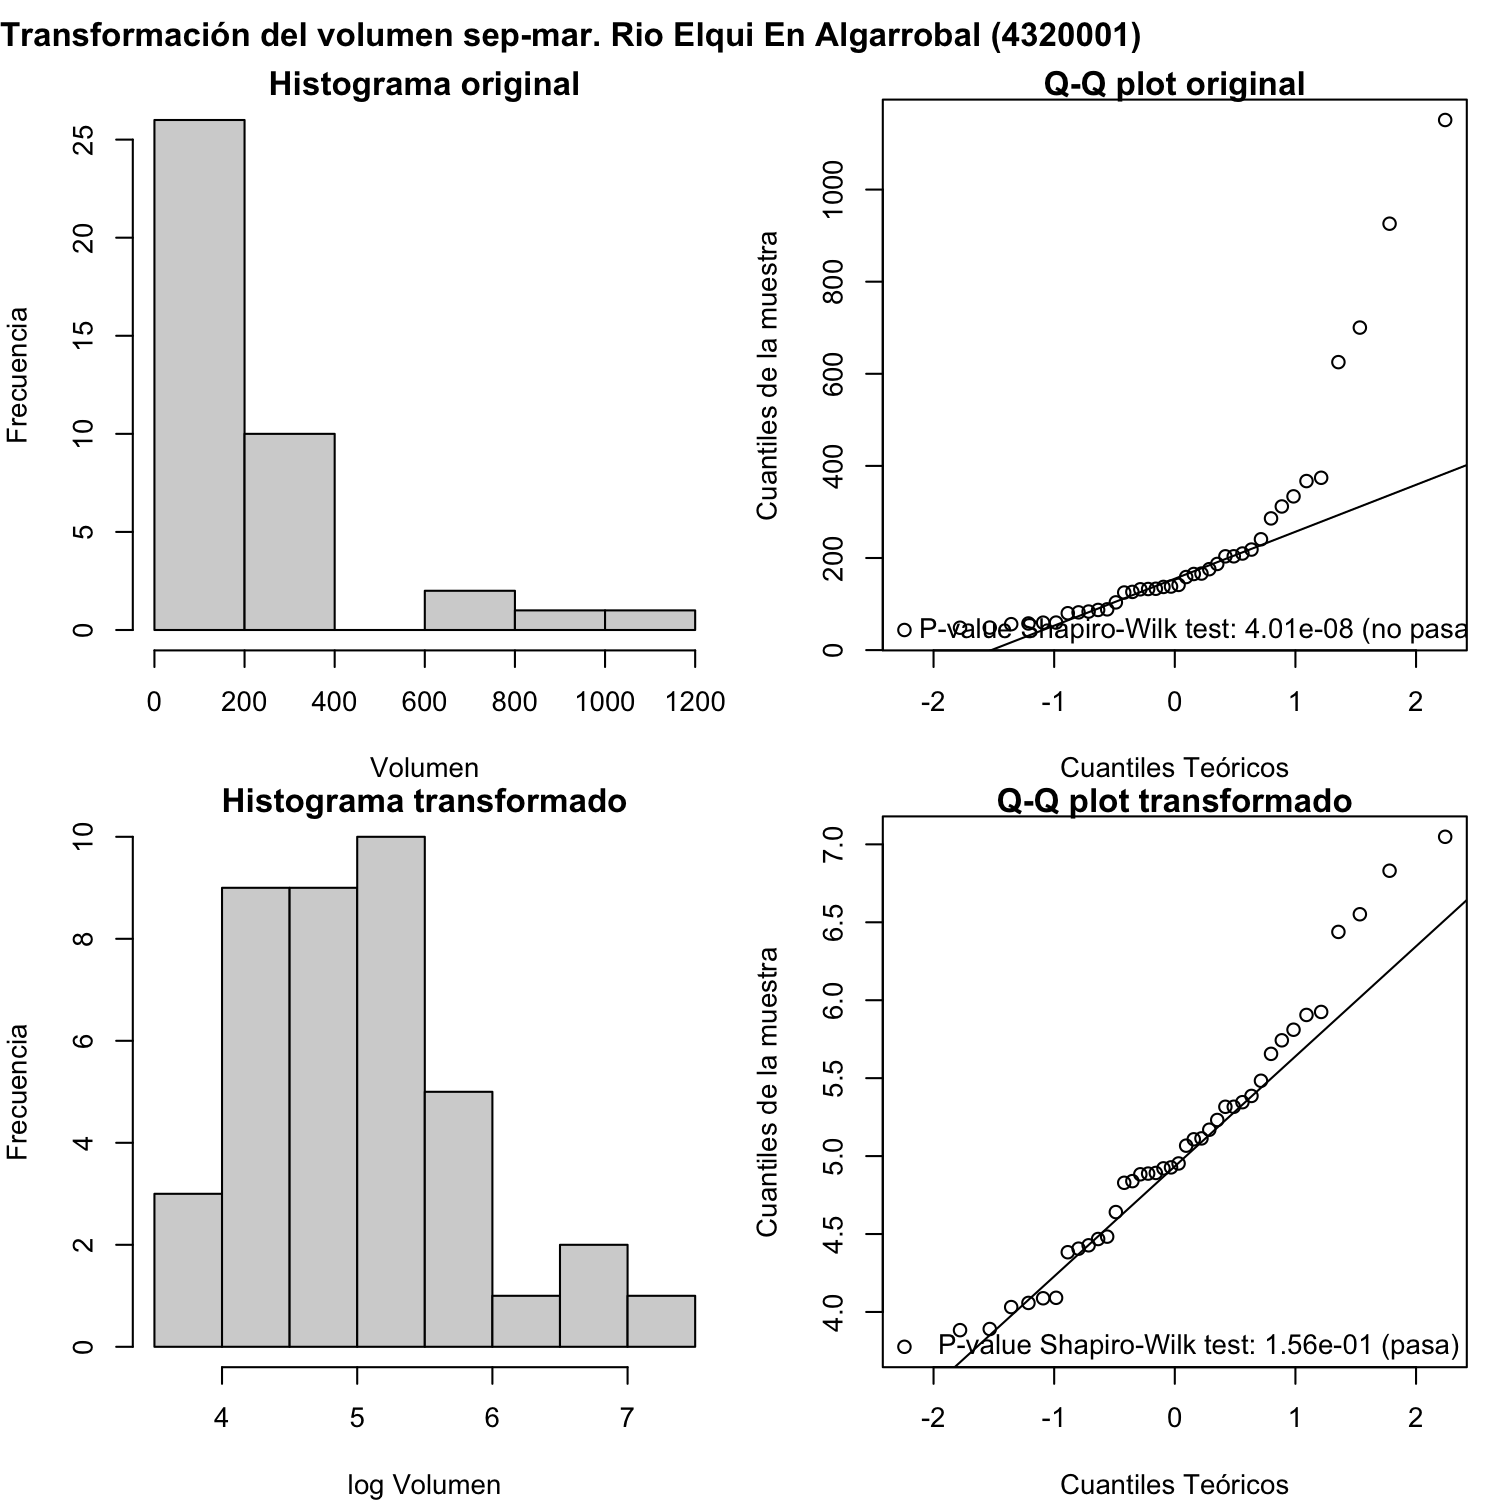 Transformación del volumen sep-mar. Rio Elqui En Algarrobal (4320001)
Histograma original
Frecuencia
0 5 10 15 20 25
0 200 400 600 800 1000 1200
Volumen
Q-Q plot original
Cuantiles de la muestra
0 200 400 600 800 1000
P-value Shapiro-Wilk test: 4.01e-08 (no pasa
-2 -1 0 1 2
Cuantiles Teóricos
Histograma transformado
Frecuencia
0 2 4 6 8 10
4 5 6 7
log Volumen
Q-Q plot transformado
Cuantiles de la muestra
4.0 4.5 5.0 5.5 6.0 6.5 7.0
P-value Shapiro-Wilk test: 1.56e-01 (pasa)
-2 -1 0 1 2
Cuantiles Teóricos